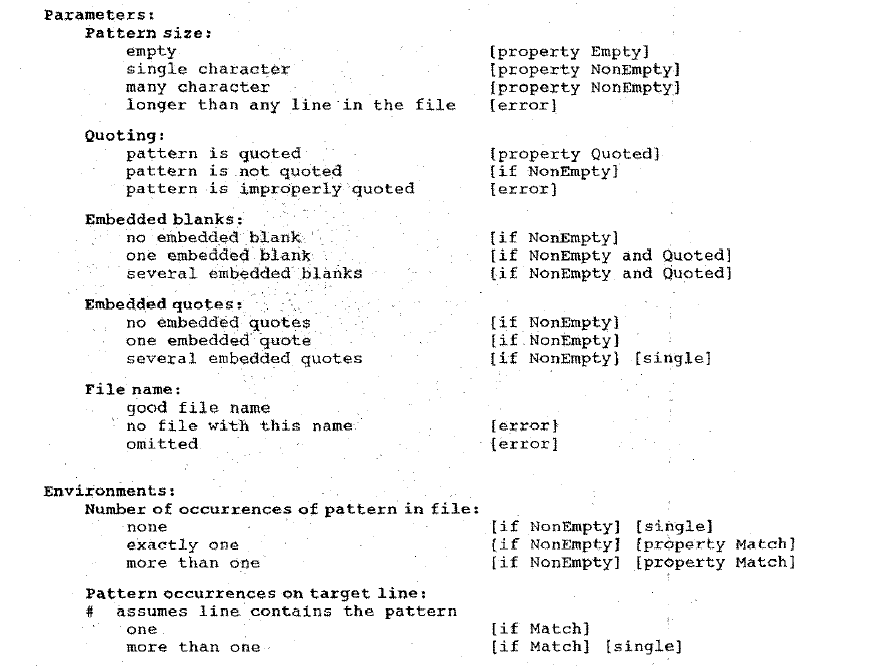 Parameters:
Pattern size:
empty [property Empty]
single character [property NonEmpty]
many character [property NonEmpty]
longer than any line in the file [error]
Quoting:
pattern is quoted [property Quoted]
pattern is not quoted [if NonEmpty]
pattern is improperly quoted [error]
Embedded blanks:
no embedded blank [if NonEmpty]
one embedded blank [if NonEmpty and Quoted]
several embedded blanks [if NonEmpty and Quoted]
Embedded quotes:
no embedded quotes [if NonEmpty]
one embedded quote [if NonEmpty]
several embedded quotes [if NonEmpty] [single]
File name:
good file name
no file with this name [error]
omitted [error]
Environments:
Number of occurrences of pattern in file:
none [if NonEmpty] [single]
exactly one [if NonEmpty] [property Match]
more than one [if NonEmpty] [property Match]
Pattern occurrences on target line:
# assumes line contains the pattern
one [if Match]
more than one [if Match] [single]